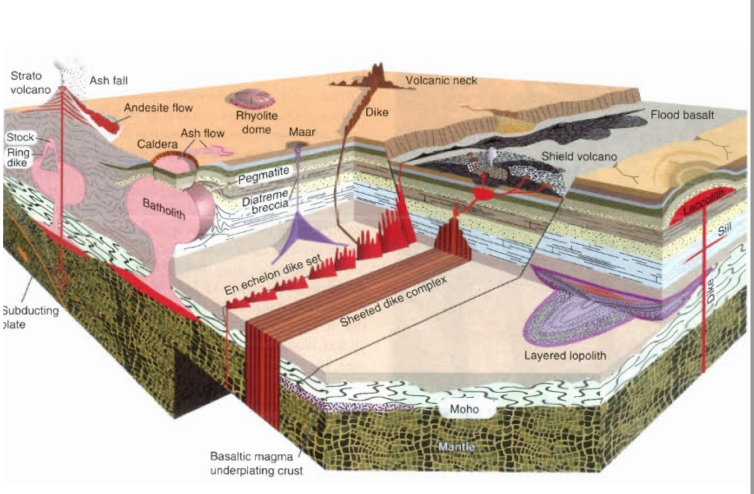 Strato
volcano
Ash fall
Volcanic neck
Andesite flow
Rhyolite
dome
Dike
Flood basalt
Stock
Ring
dike
Caldera
Ash flow
Maar
Shield volcano
Pegmatite
Batholith
Diatreme
breccia
Laccolith
Sill
En echelon dike set
Sheeted dike complex
Dike
Subducting
plate
Layered lopolith
Moho
Mantle
Basaltic magma
underplating crust